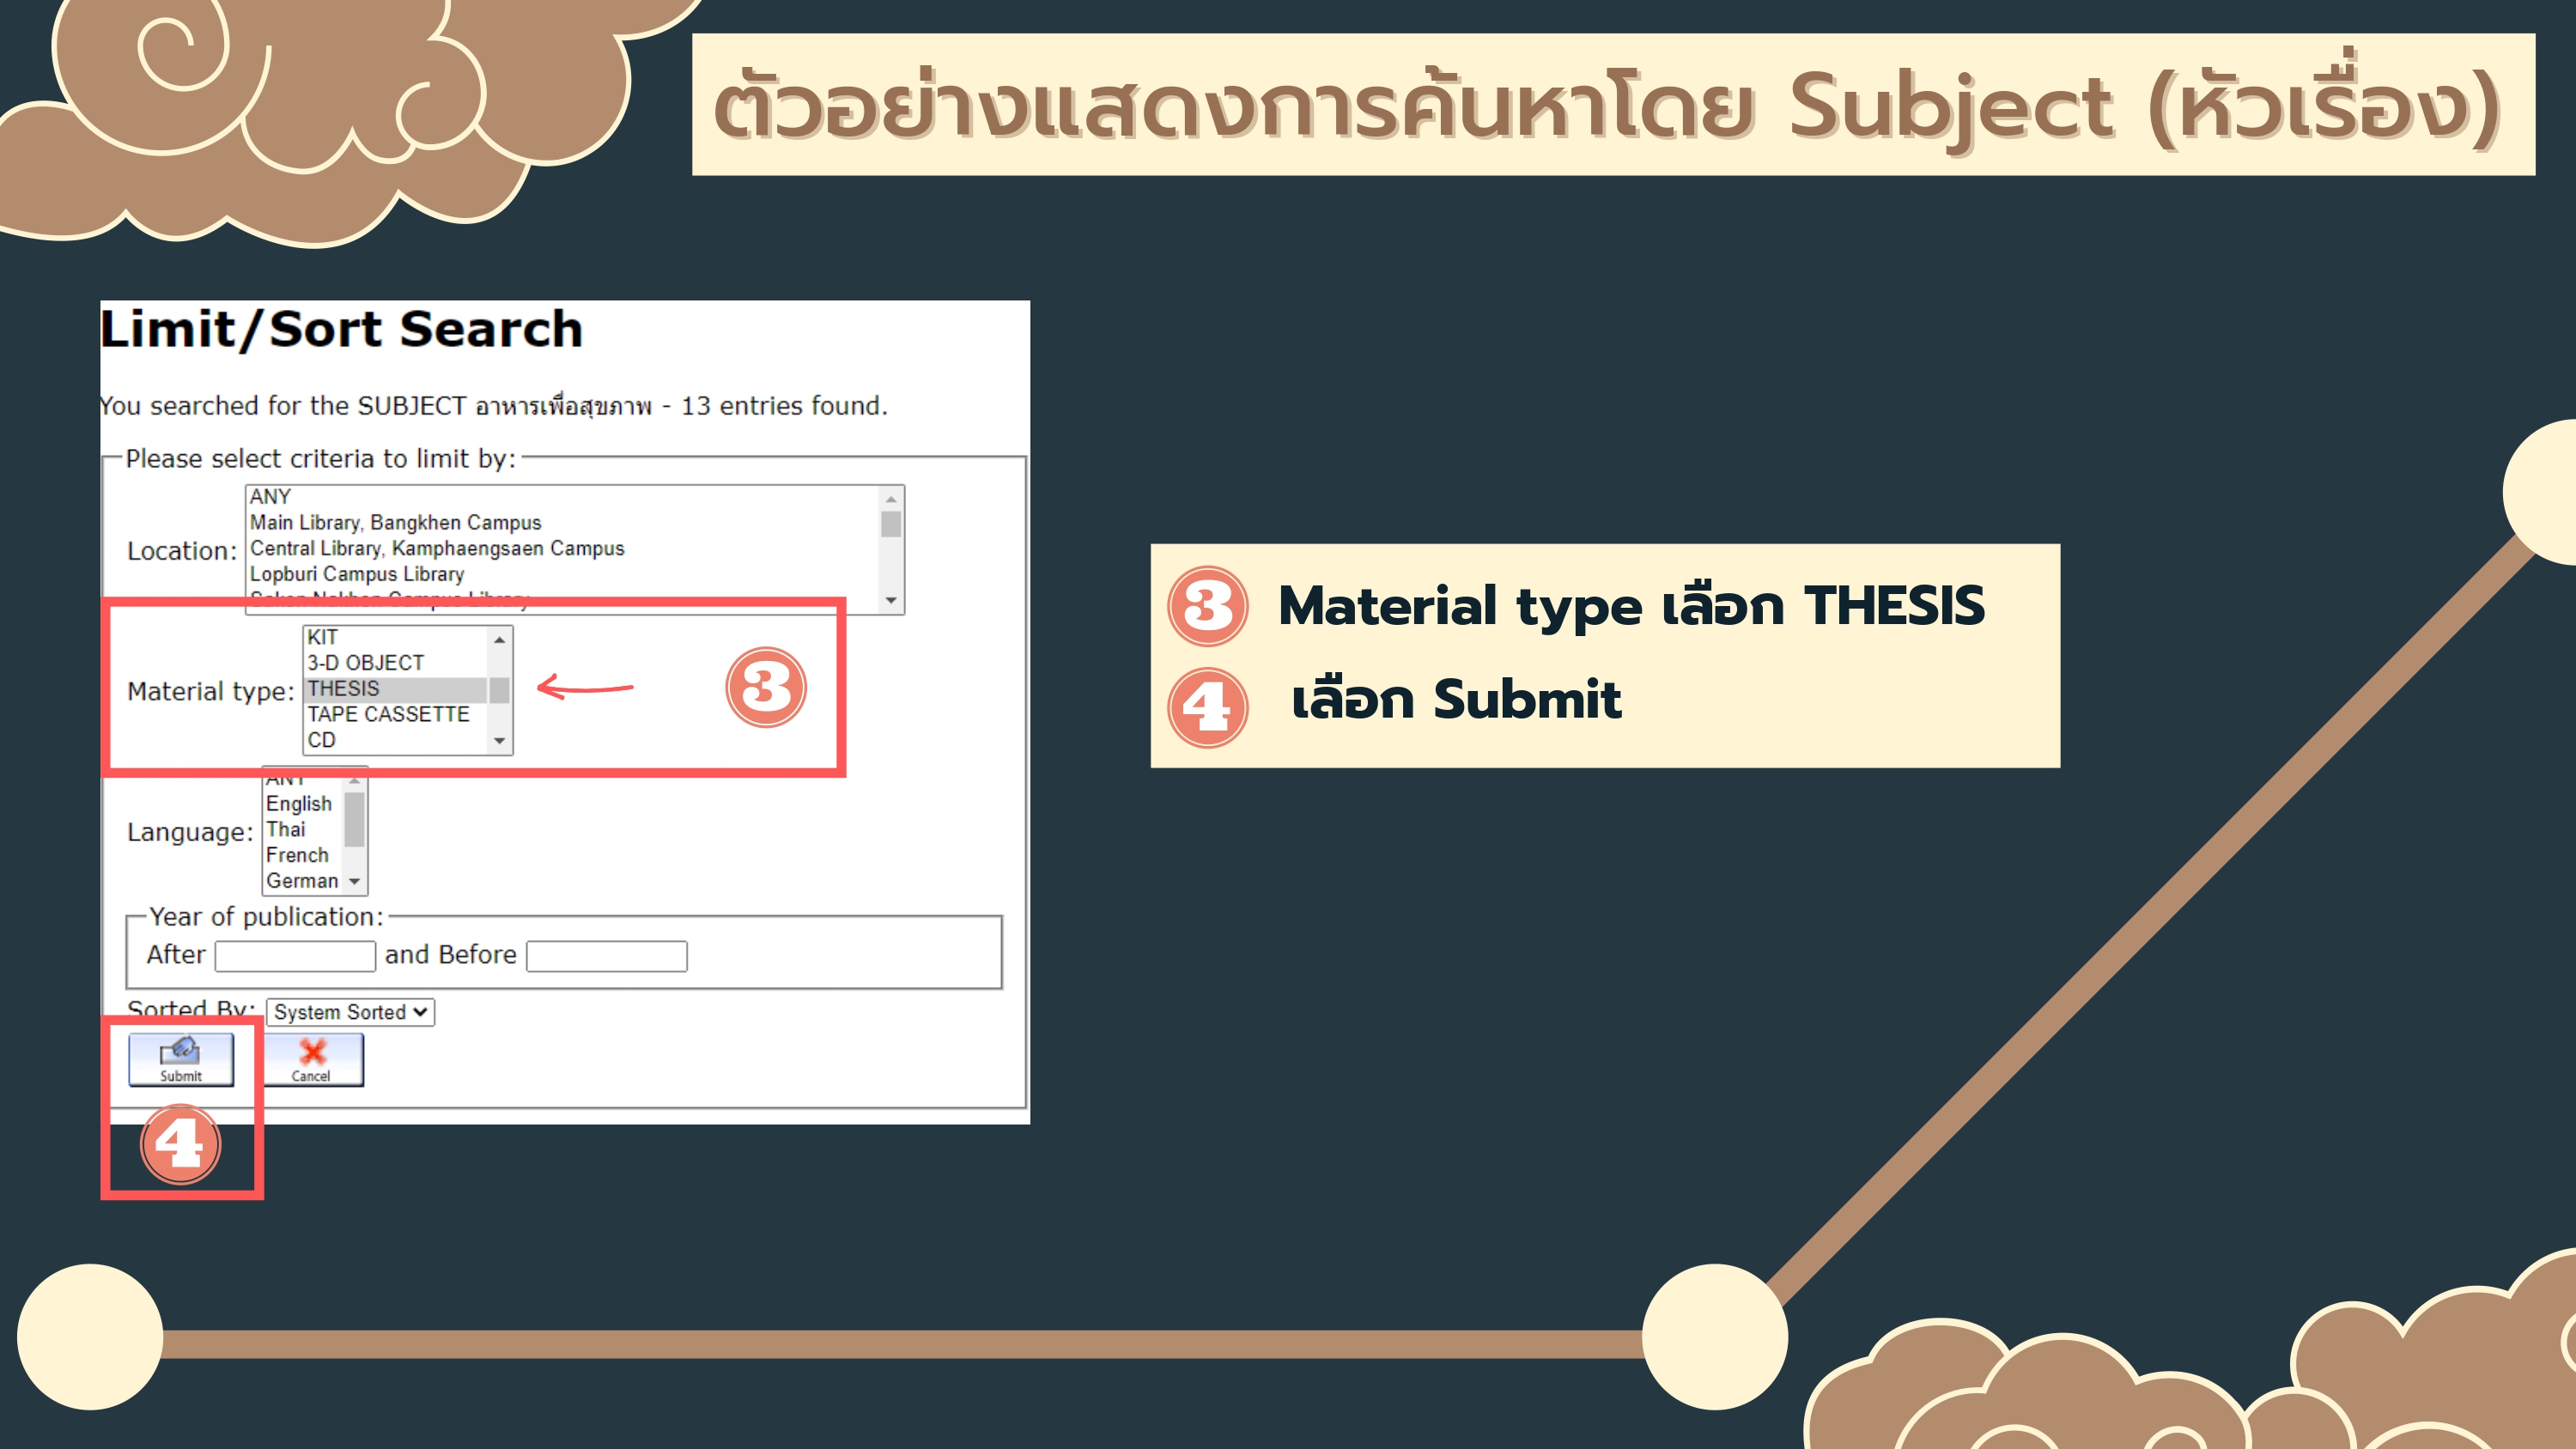 ตัวอย่างแสดงการค้นหาโดย Subject (หัวเรื่อง)
Limit/Sort Search
You searched for the SUBJECT อาหารเพื่อสุขภาพ - 13 entries found.
Please select criteria to limit by:
Location:
ANY
Main Library, Bangkhen Campus
Central Library, Kamphaengsaen Campus
Lopburi Campus Library
Sakon Nakhon Campus Library
Material type:
KIT
3-D OBJECT
THESIS
TAPE CASSETTE
CD
3
Language:
ANY
English
Thai
French
German
Year of publication:
After and Before
Sorted By: System Sorted
Submit Cancel
4
3 Material type เลือก THESIS
4 เลือก Submit